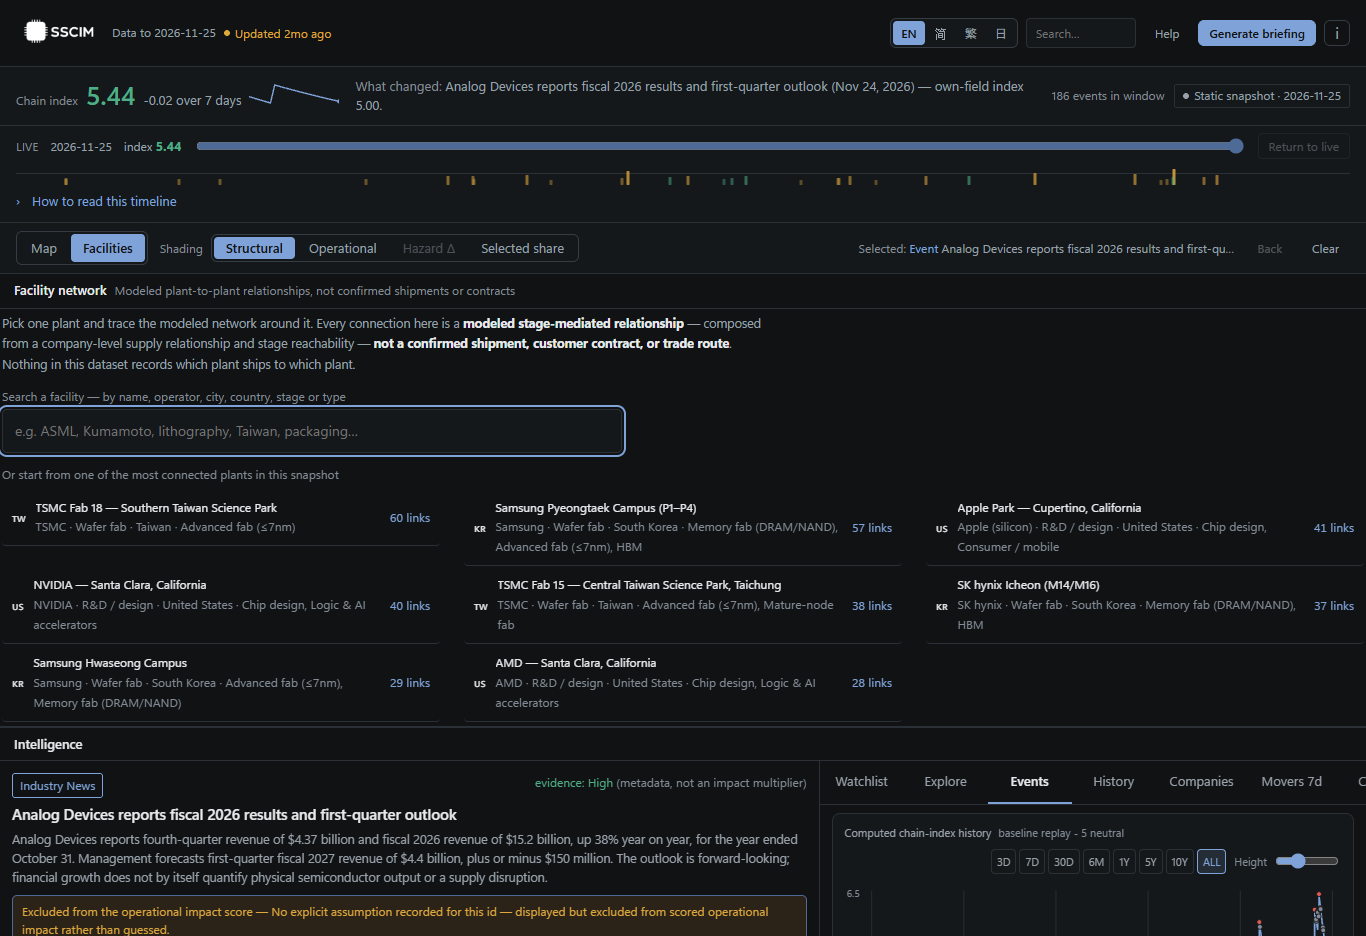 SSCIM
Data to 2026-11-25 Updated 2mo ago
EN 简 繁 日
Search...
Help
Generate briefing
i
Chain index 5.44 -0.02 over 7 days
What changed: Analog Devices reports fiscal 2026 results and first-quarter outlook (Nov 24, 2026) — own-field index
5.00.
186 events in window
Static snapshot · 2026-11-25
LIVE 2026-11-25 index 5.44
Return to live
› How to read this timeline
Map Facilities Shading Structural Operational Hazard Δ Selected share
Selected: Event Analog Devices reports fiscal 2026 results and first-qu... Back Clear
Facility network Modeled plant-to-plant relationships, not confirmed shipments or contracts
Pick one plant and trace the modeled network around it. Every connection here is a modeled stage-mediated relationship — composed
from a company-level supply relationship and stage reachability — not a confirmed shipment, customer contract, or trade route.
Nothing in this dataset records which plant ships to which plant.
Search a facility — by name, operator, city, country, stage or type
e.g. ASML, Kumamoto, lithography, Taiwan, packaging...
Or start from one of the most connected plants in this snapshot
TW
TSMC Fab 18 — Southern Taiwan Science Park
TSMC · Wafer fab · Taiwan · Advanced fab (≤7nm)
60 links
KR
Samsung Pyeongtaek Campus (P1–P4)
Samsung · Wafer fab · South Korea · Memory fab (DRAM/NAND),
Advanced fab (≤7nm), HBM
57 links
US
Apple Park — Cupertino, California
Apple (silicon) · R&D / design · United States · Chip design,
Consumer / mobile
41 links
US
NVIDIA — Santa Clara, California
NVIDIA · R&D / design · United States · Chip design, Logic & AI
accelerators
40 links
TW
TSMC Fab 15 — Central Taiwan Science Park, Taichung
TSMC · Wafer fab · Taiwan · Advanced fab (≤7nm), Mature-node
fab
38 links
KR
SK hynix Icheon (M14/M16)
SK hynix · Wafer fab · South Korea · Memory fab (DRAM/NAND),
HBM
37 links
KR
Samsung Hwaseong Campus
Samsung · Wafer fab · South Korea · Advanced fab (≤7nm),
Memory fab (DRAM/NAND)
29 links
US
AMD — Santa Clara, California
AMD · R&D / design · United States · Chip design, Logic & AI
accelerators
28 links
Intelligence
Industry News
evidence: High (metadata, not an impact multiplier)
Analog Devices reports fiscal 2026 results and first-quarter outlook
Analog Devices reports fourth-quarter revenue of $4.37 billion and fiscal 2026 revenue of $15.2 billion, up 38% year on year, for the year ended
October 31. Management forecasts first-quarter fiscal 2027 revenue of $4.4 billion, plus or minus $150 million. The outlook is forward-looking;
financial growth does not by itself quantify physical semiconductor output or a supply disruption.
Excluded from the operational impact score — No explicit assumption recorded for this id — displayed but excluded from scored operational
impact rather than guessed.
Watchlist Explore Events History Companies Movers 7d
Computed chain-index history baseline replay - 5 neutral
3D 7D 30D 6M 1Y 5Y 10Y ALL Height
6.5